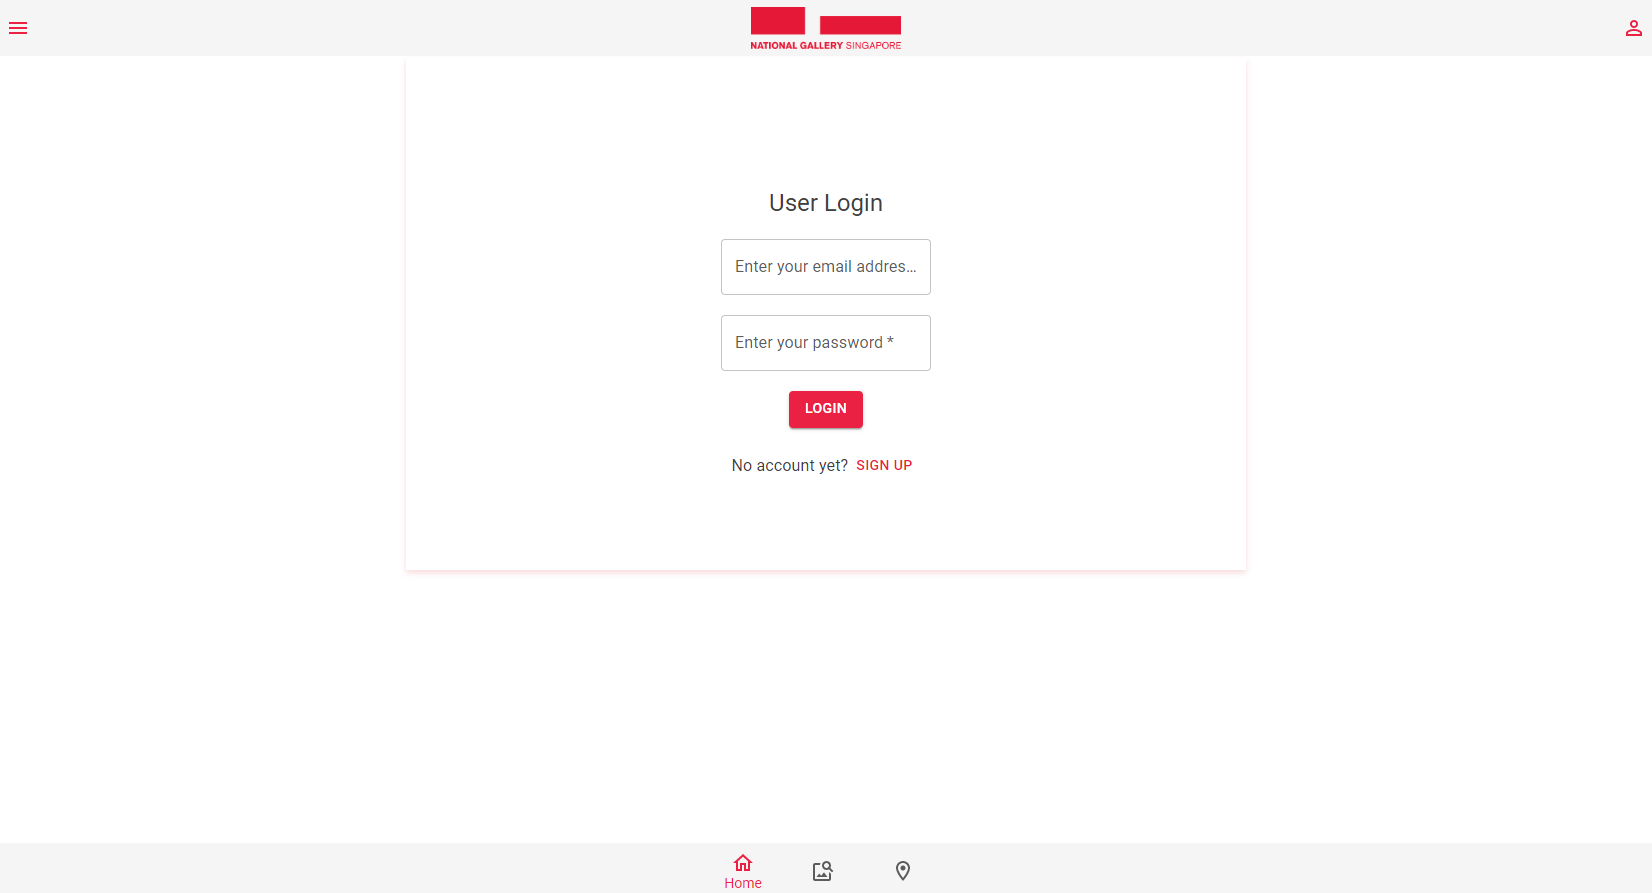 NATIONAL GALLERY SINGAPORE
User Login
Enter your email addres...
Enter your password *
LOGIN
No account yet? SIGN UP
Home